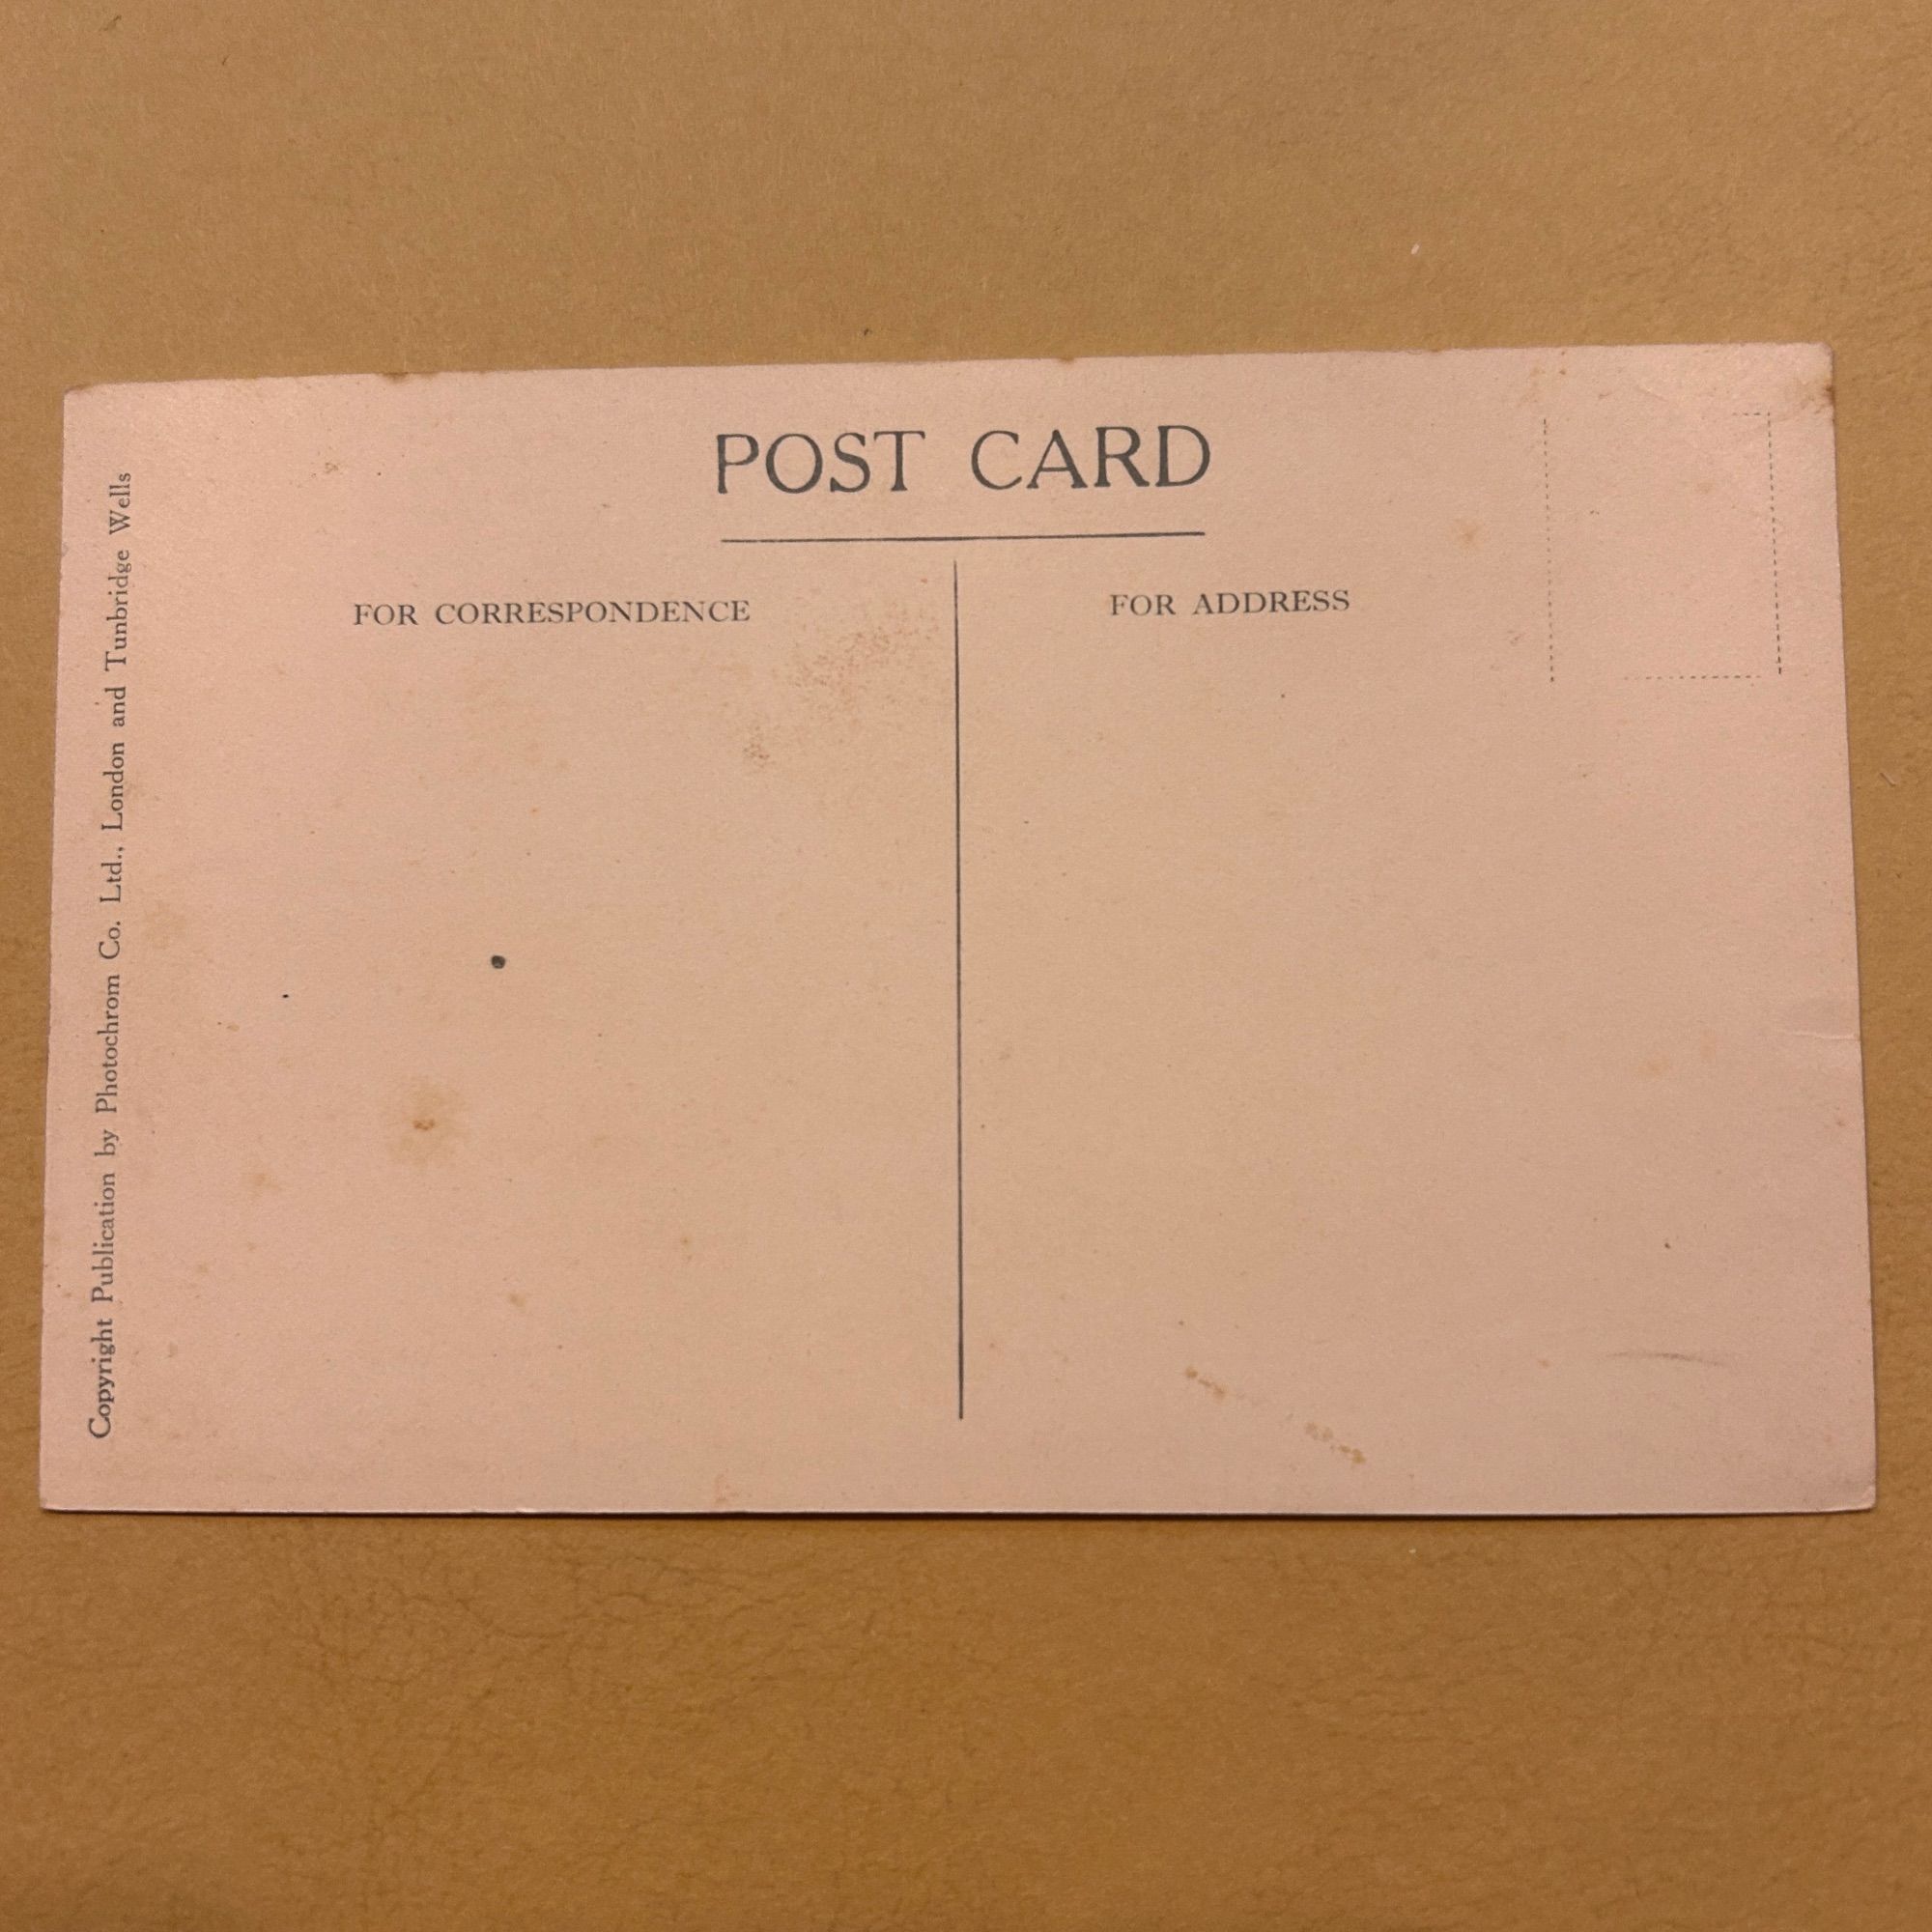 POST CARD
FOR CORRESPONDENCE
FOR ADDRESS
Copyright Publication by Photochrom Co. Ltd., London and Tunbridge Wells